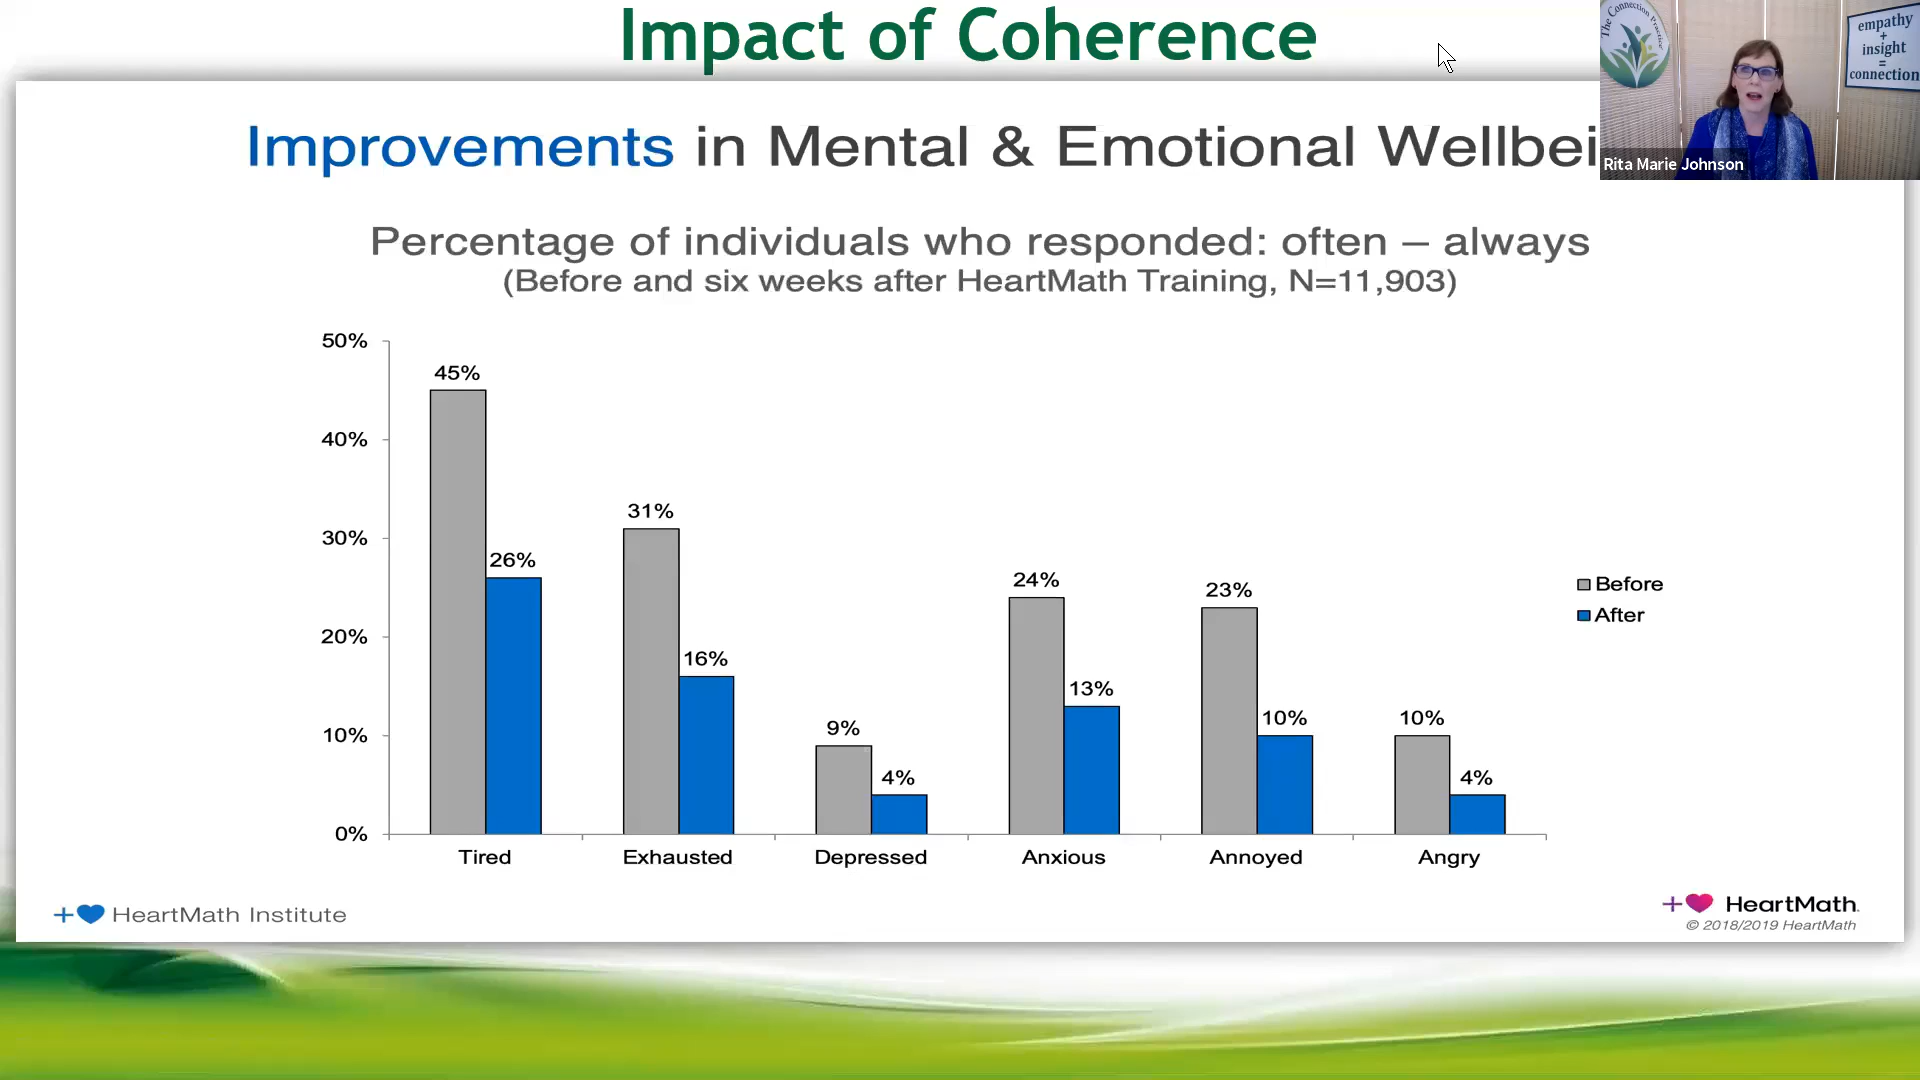 Impact of Coherence
The Connection Practice
empathy
+
insight
=
connection
Rita Marie Johnson
Improvements in Mental & Emotional Wellbei
Percentage of individuals who responded: often – always
(Before and six weeks after HeartMath Training, N=11,903)
50%
40%
30%
20%
10%
0%
45%
26%
31%
16%
9%
4%
24%
13%
23%
10%
10%
4%
Before
After
Tired
Exhausted
Depressed
Anxious
Annoyed
Angry
HeartMath Institute
HeartMath.
© 2018/2019 HeartMath